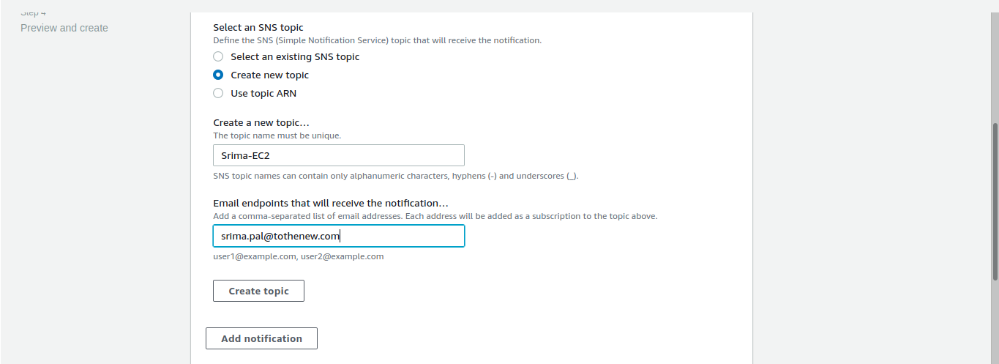 Step 4
Preview and create
Select an SNS topic
Define the SNS (Simple Notification Service) topic that will receive the notification.
Select an existing SNS topic
Create new topic
Use topic ARN
Create a new topic…
The topic name must be unique.
Srima-EC2
SNS topic names can contain only alphanumeric characters, hyphens (-) and underscores (_).
Email endpoints that will receive the notification…
Add a comma-separated list of email addresses. Each address will be added as a subscription to the topic above.
srima.pal@tothenew.com
user1@example.com, user2@example.com
Create topic
Add notification